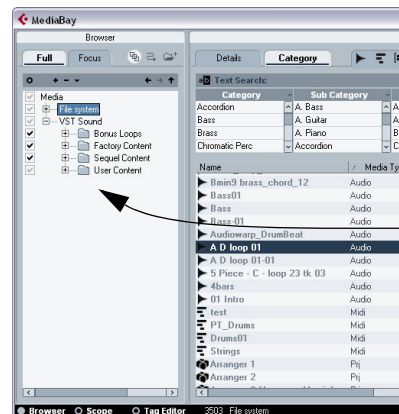 MediaBay
Browser
Full Focus
Details Category
Text Search:
Category Sub Category
Media
File system
VST Sound
Bonus Loops
Factory Content
Sequel Content
User Content
Accordion A. Bass A
Bass A. Guitar A
Brass A. Piano B
Chromatic Perc Accordion C
Name / Media Ty
Bmin9 brass_chord_12 Audio
Bass01 Audio
Bass Audio
Bass-01 Audio
Audiowarp_DrumBeat Audio
A D loop 01 Audio
A D loop 01-01 Audio
5 Piece - C - loop 23 tk 03 Audio
4bars Audio
01 Intro Audio
test Midi
PT_Drums Midi
Drums01 Midi
Strings Midi
Arranger 1 Prj
Arranger 2 Prj
Browser Scope Tag Editor 3503 File system